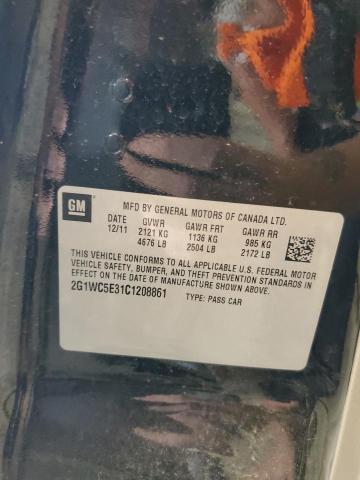 GM
MFD BY GENERAL MOTORS OF CANADA LTD.
DATE GVWR GAWR FRT GAWR RR
12/11 2121 KG 1136 KG 985 KG
4676 LB 2504 LB 2172 LB
THIS VEHICLE CONFORMS TO ALL APPLICABLE U.S. FEDERAL MOTOR
VEHICLE SAFETY, BUMPER, AND THEFT PREVENTION STANDARDS IN
EFFECT ON THE DATE OF MANUFACTURE SHOWN ABOVE.
2G1WC5E31C1208861 TYPE: PASS CAR